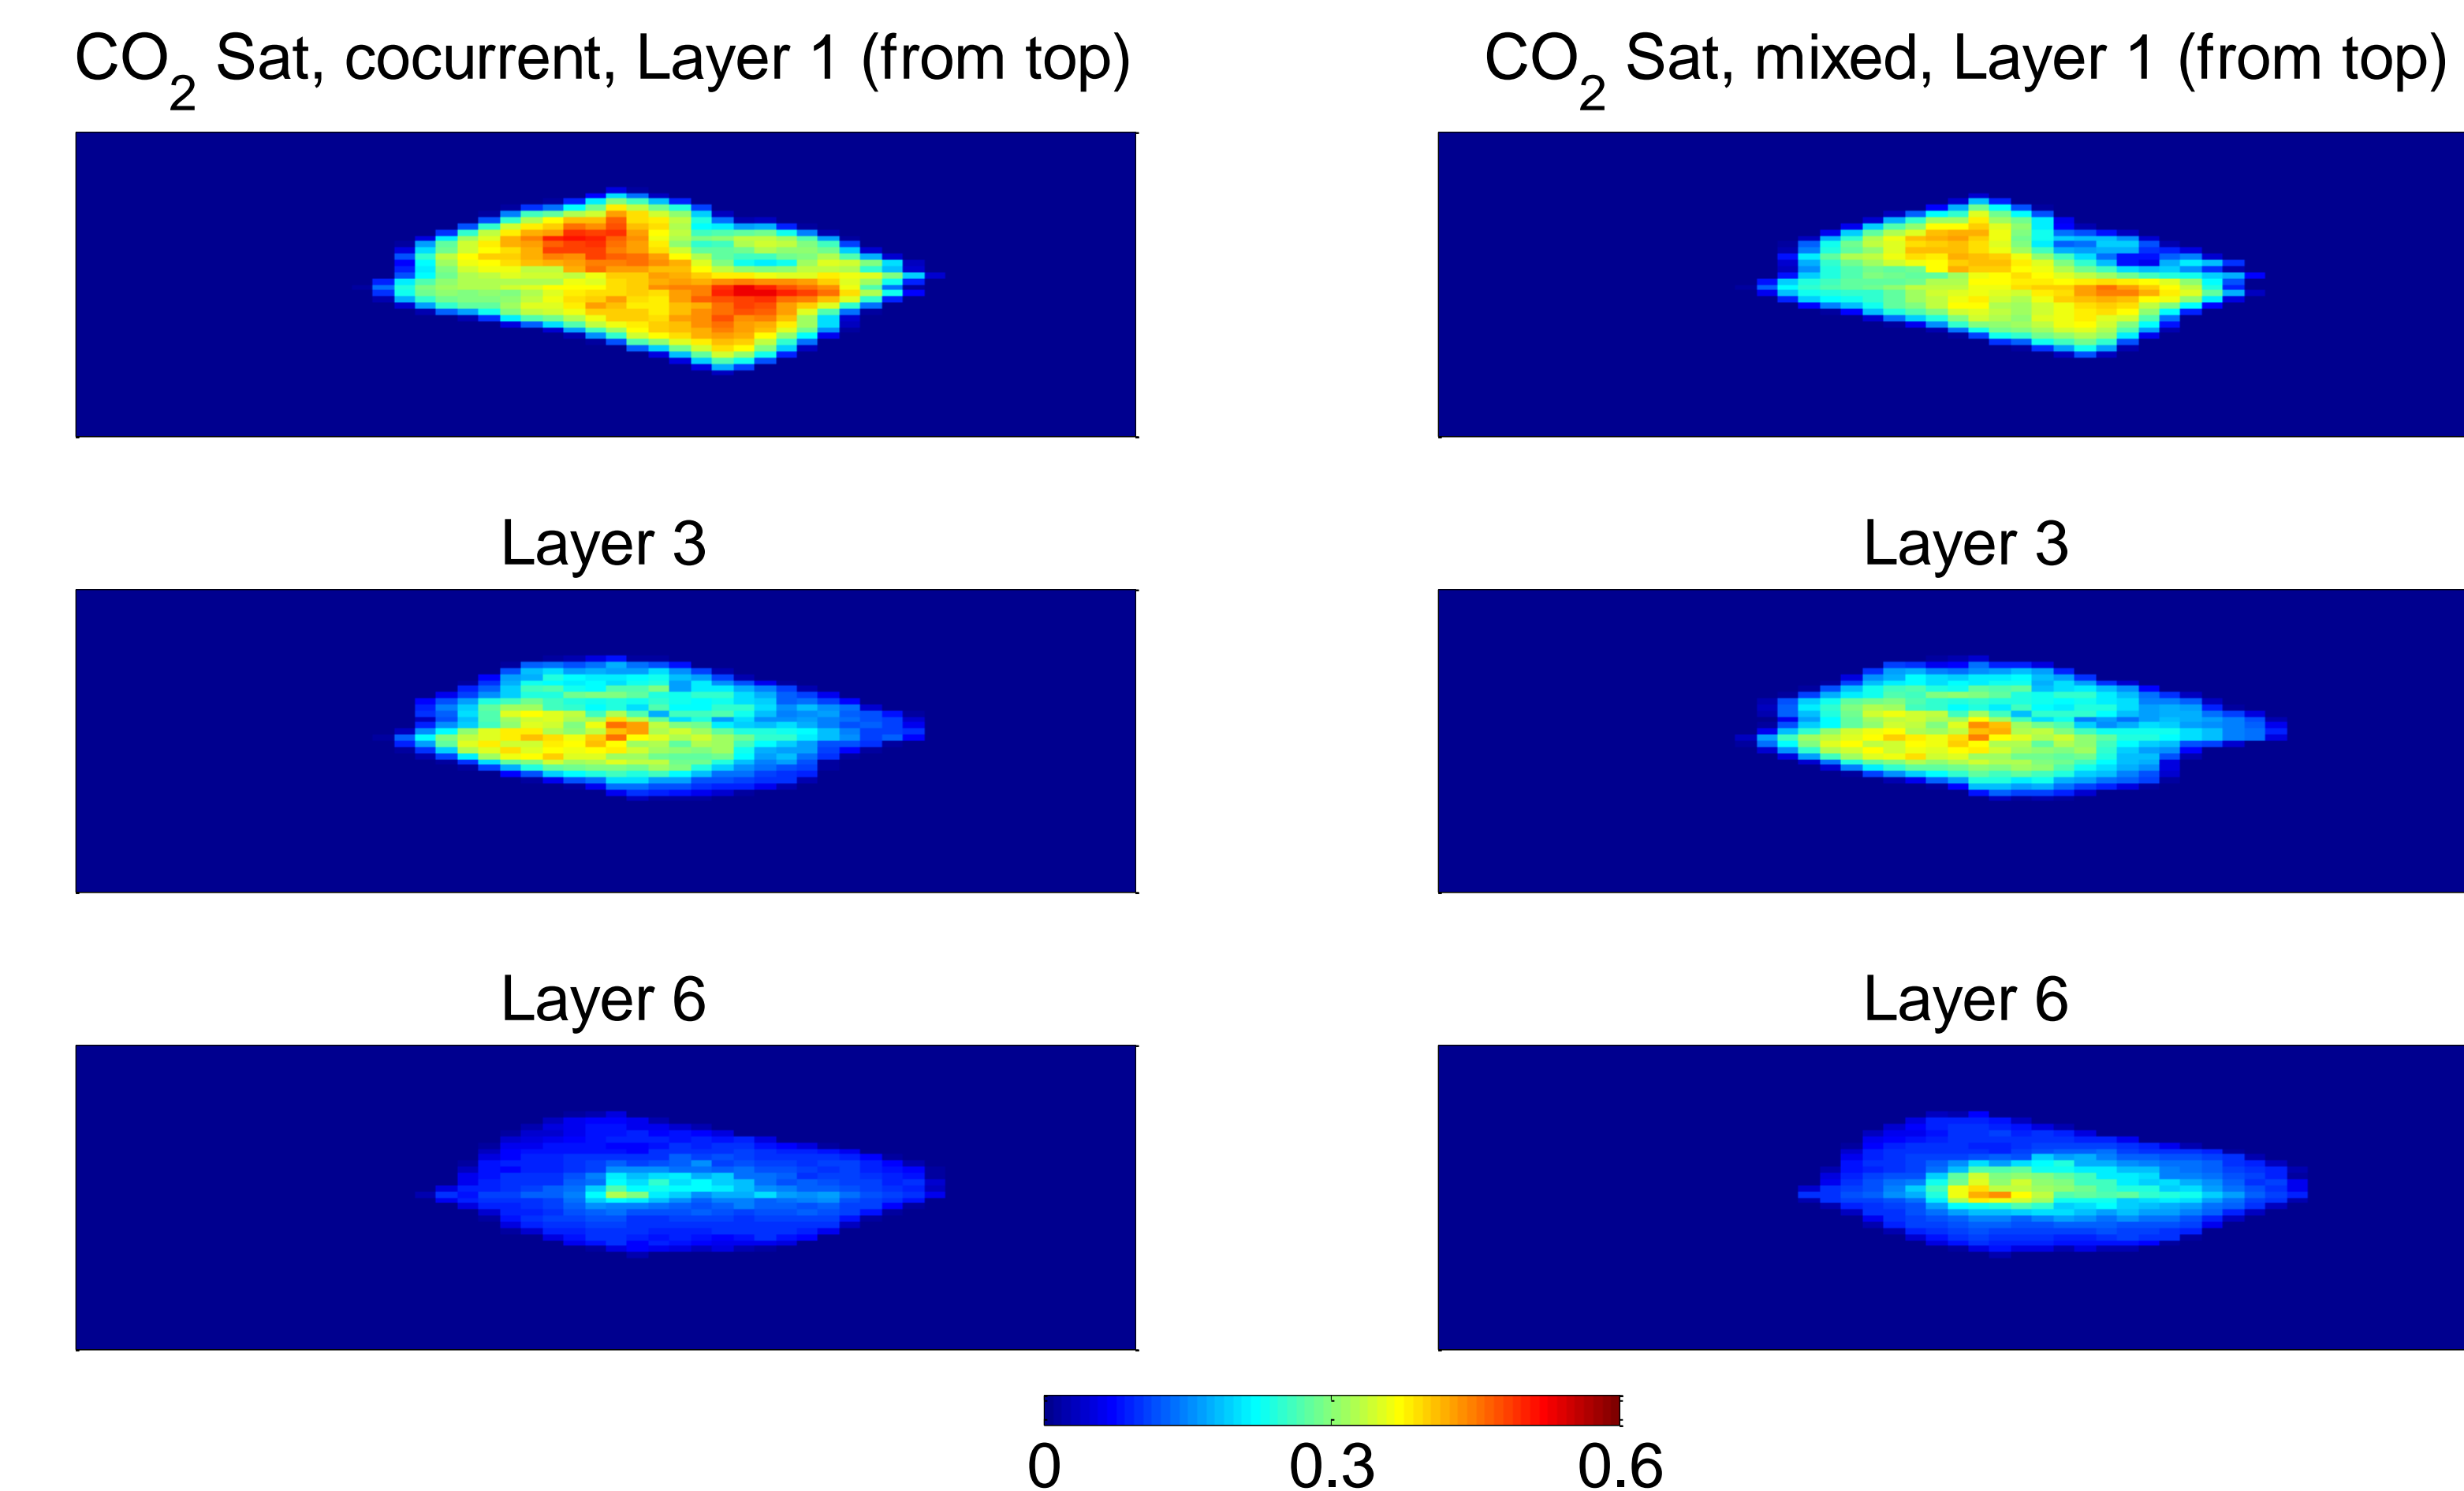 CO2 Sat, cocurrent, Layer 1 (from top)
CO2 Sat, mixed, Layer 1 (from top)
Layer 3
Layer 3
Layer 6
Layer 6
0 0.3 0.6